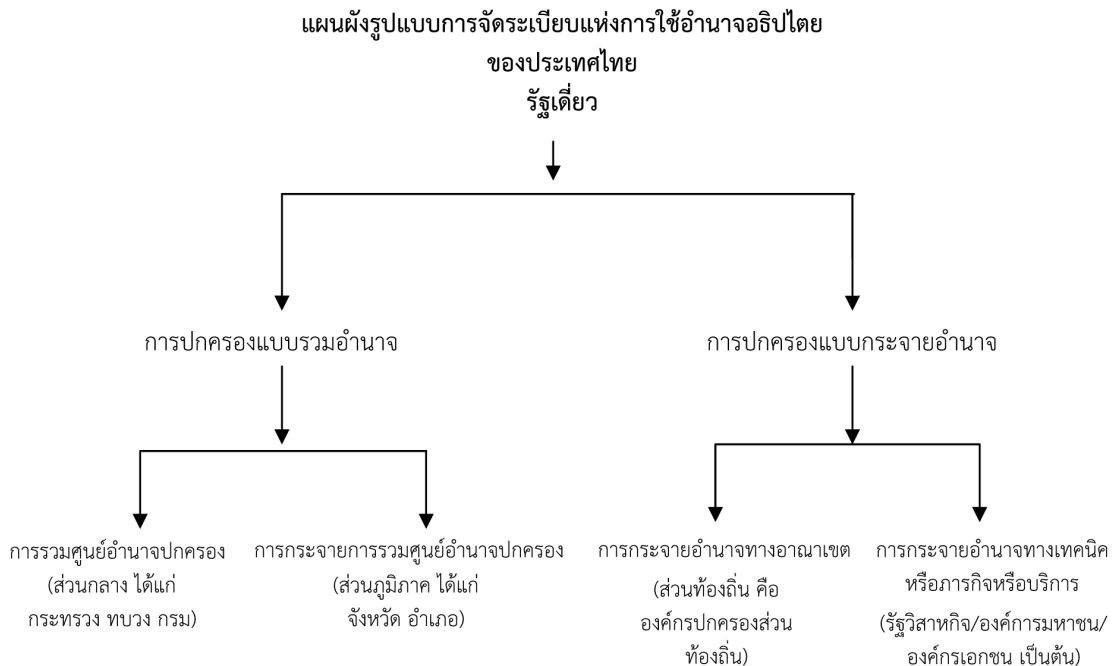 แผนผังรูปแบบการจัดระเบียบแห่งการใช้อำนาจอธิปไตย
ของประเทศไทย
รัฐเดี่ยว
การปกครองแบบรวมอำนาจ
การปกครองแบบกระจายอำนาจ
การรวมศูนย์อำนาจปกครอง
(ส่วนกลาง ได้แก่
กระทรวง ทบวง กรม)
การกระจายการรวมศูนย์อำนาจปกครอง
(ส่วนภูมิภาค ได้แก่
จังหวัด อำเภอ)
การกระจายอำนาจทางอาณาเขต
(ส่วนท้องถิ่น คือ
องค์กรปกครองส่วน
ท้องถิ่น)
การกระจายอำนาจทางเทคนิค
หรือภารกิจหรือบริการ
(รัฐวิสาหกิจ/องค์การมหาชน/
องค์กรเอกชน เป็นต้น)